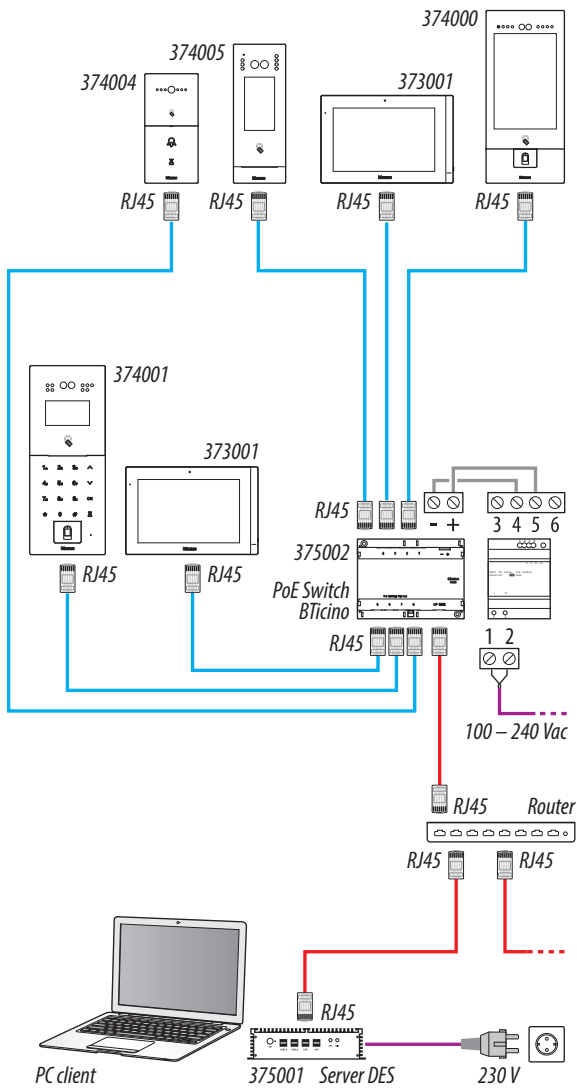 374000
374005
374004
373001
RJ45
RJ45
RJ45
RJ45
374001
373001
RJ45
- +
3 4 5 6
375002
PoE Switch
BTicino
RJ45
RJ45
RJ45
1 2
100 – 240 Vac
RJ45
Router
RJ45
RJ45
RJ45
PC client
375001
Server DES
230 V